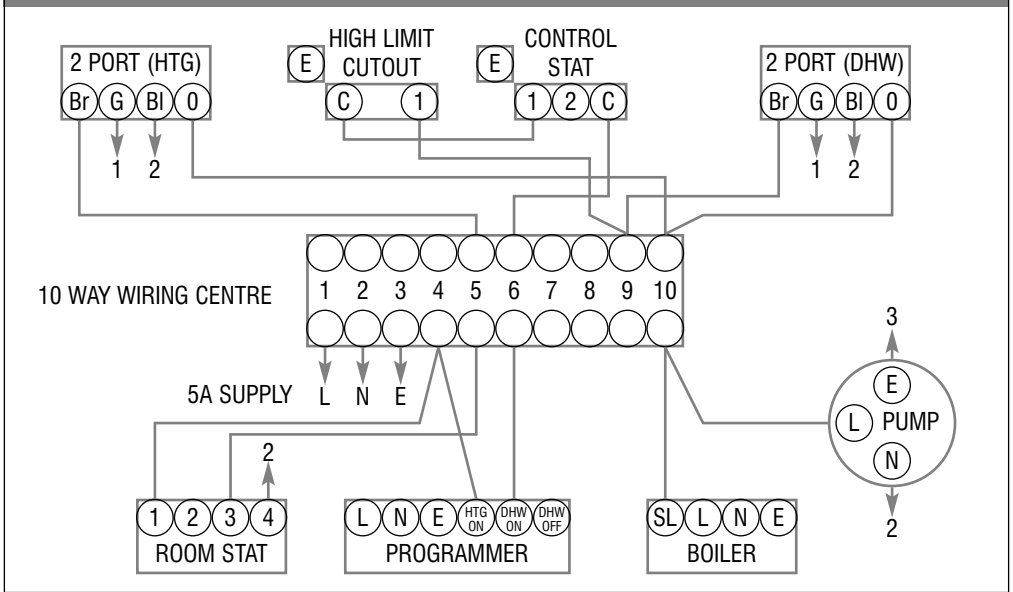 2 PORT (HTG)
Br G Bl 0
1 2
E
HIGH LIMIT
CUTOUT
C 1
E
CONTROL
STAT
1 2 C
2 PORT (DHW)
Br G Bl 0
1 2
10 WAY WIRING CENTRE
1 2 3 4 5 6 7 8 9 10
5A SUPPLY L N E
3
E
L PUMP
N
2
2
1 2 3 4
ROOM STAT
L N E HTG ON DHW ON DHW OFF
PROGRAMMER
SL L N E
BOILER